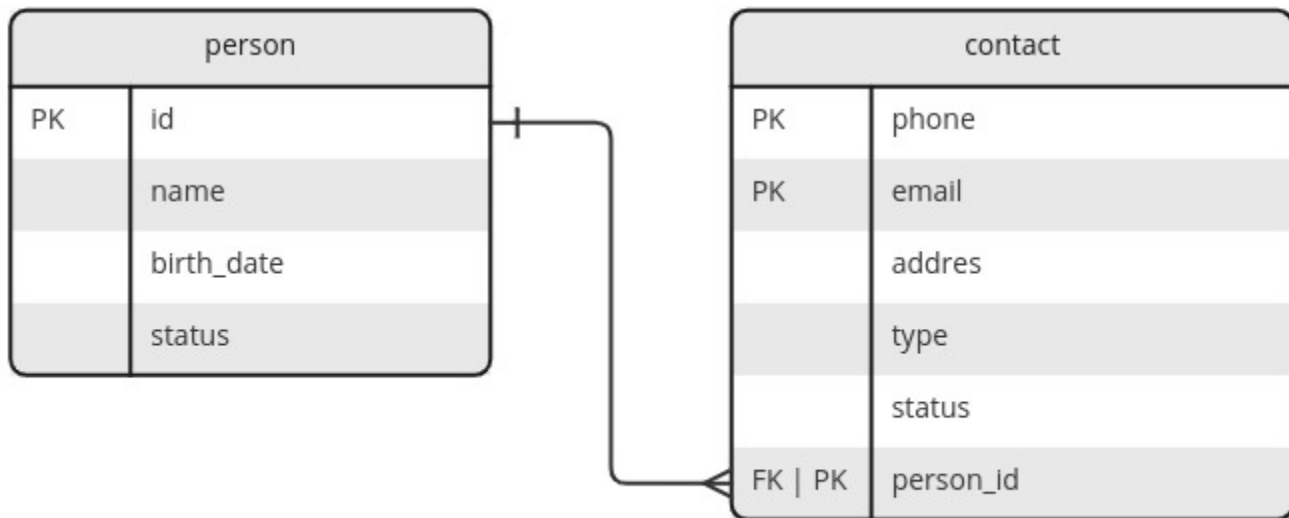 person
PK id
name
birth_date
status
contact
PK phone
PK email
addres
type
status
FK | PK person_id